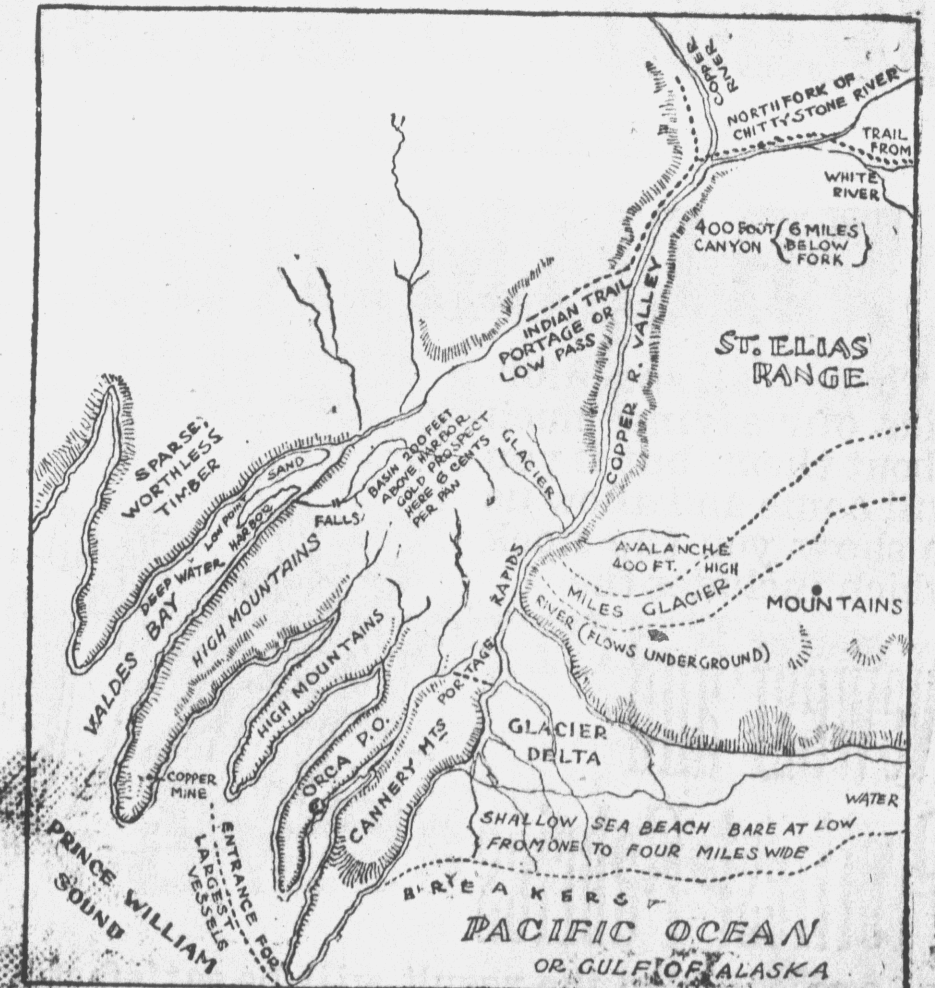 COPPER
RIVER
NORTH FORK OF
CHITTYSTONE RIVER
TRAIL
FROM
WHITE
RIVER
400 FOOT
CANYON
6 MILES
BELOW
FORK
INDIAN TRAIL
PORTAGE OR
LOW PASS
COPPER R. VALLEY
ST. ELIAS
RANGE
SPARSE,
WORTHLESS
TIMBER
SAND
LOW POINT
HARBOR
FALLS
BASIN 200 FEET
ABOVE HARBOR
GOLD PROSPECT
HERE 6 CENTS
PER PAN
GLACIER
DEEP WATER
VALDES BAY
HIGH MOUNTAINS
HIGH MOUNTAINS
RAPIDS
AVALANCHE
400 FT. HIGH
MILES GLACIER
RIVER (FLOWS UNDERGROUND)
MOUNTAINS
PORTAGE
GLACIER
DELTA
ORCA P.O.
CANNERY MTS
COPPER
MINE
ENTRANCE FOR
LARGEST
VESSELS
PRINCE WILLIAM
SOUND
SHALLOW SEA BEACH BARE AT LOW WATER
FROM ONE TO FOUR MILES WIDE
BREAKERS
PACIFIC OCEAN
OR GULF OF ALASKA